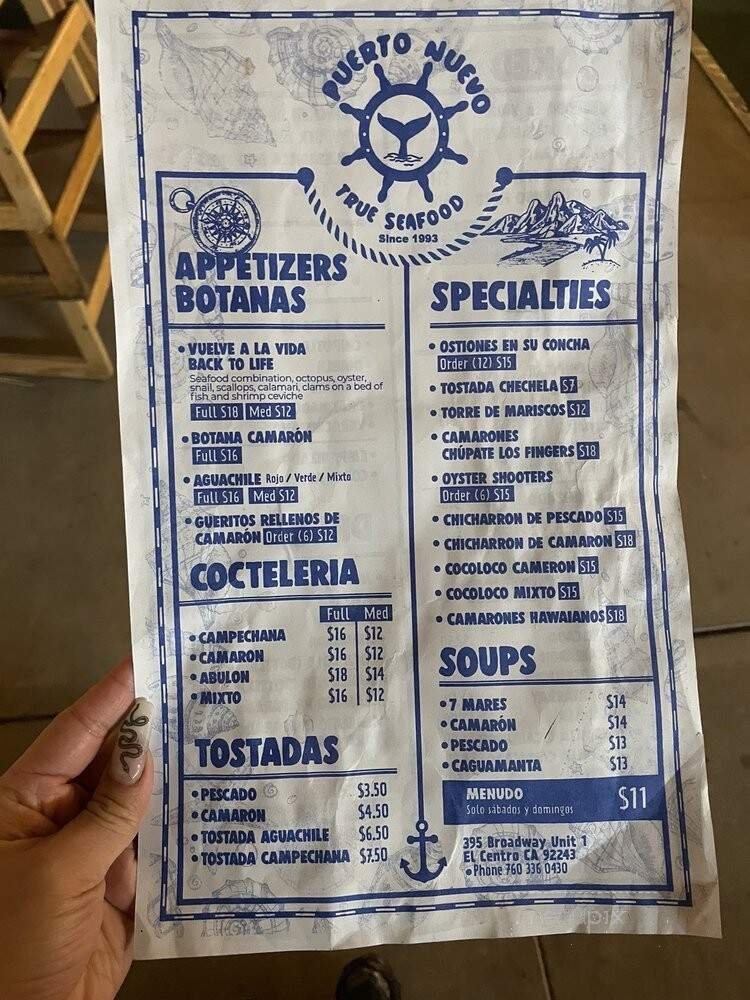 PUERTO NUEVO
TRUE SEAFOOD
Since 1993
APPETIZERS
BOTANAS
• VUELVE A LA VIDA
BACK TO LIFE
Seafood combination, octopus, oyster,
snail, scallops, calamari, clams on a bed of
fish and shrimp ceviche
Full $18 Med $12
• BOTANA CAMARÓN
Full $16
• AGUACHILE Rojo / Verde / Mixto
Full $16 Med $12
• GUERITOS RELLENOS DE
CAMARÓN Order (6) $12
COCTELERIA
Full Med
• CAMPECHANA $16 $12
• CAMARON $16 $12
• ABULON $18 $14
• MIXTO $16 $12
TOSTADAS
• PESCADO $3.50
• CAMARON $4.50
• TOSTADA AGUACHILE $6.50
• TOSTADA CAMPECHANA $7.50
SPECIALTIES
• OSTIONES EN SU CONCHA
Order (12) $15
• TOSTADA CHECHELA $7
• TORRE DE MARISCOS $12
• CAMARONES
CHÚPATE LOS FINGERS $18
• OYSTER SHOOTERS
Order (6) $15
• CHICHARRON DE PESCADO $15
• CHICHARRON DE CAMARON $18
• COCOLOCO CAMERON $15
• COCOLOCO MIXTO $15
• CAMARONES HAWAIANOS $18
SOUPS
• 7 MARES $14
• CAMARÓN $14
• PESCADO $13
• CAGUAMANTA $13
MENUDO $11
Solo sábados y domingos
395 Broadway Unit 1
EL Centro CA 92243
• Phone 760 336 0430